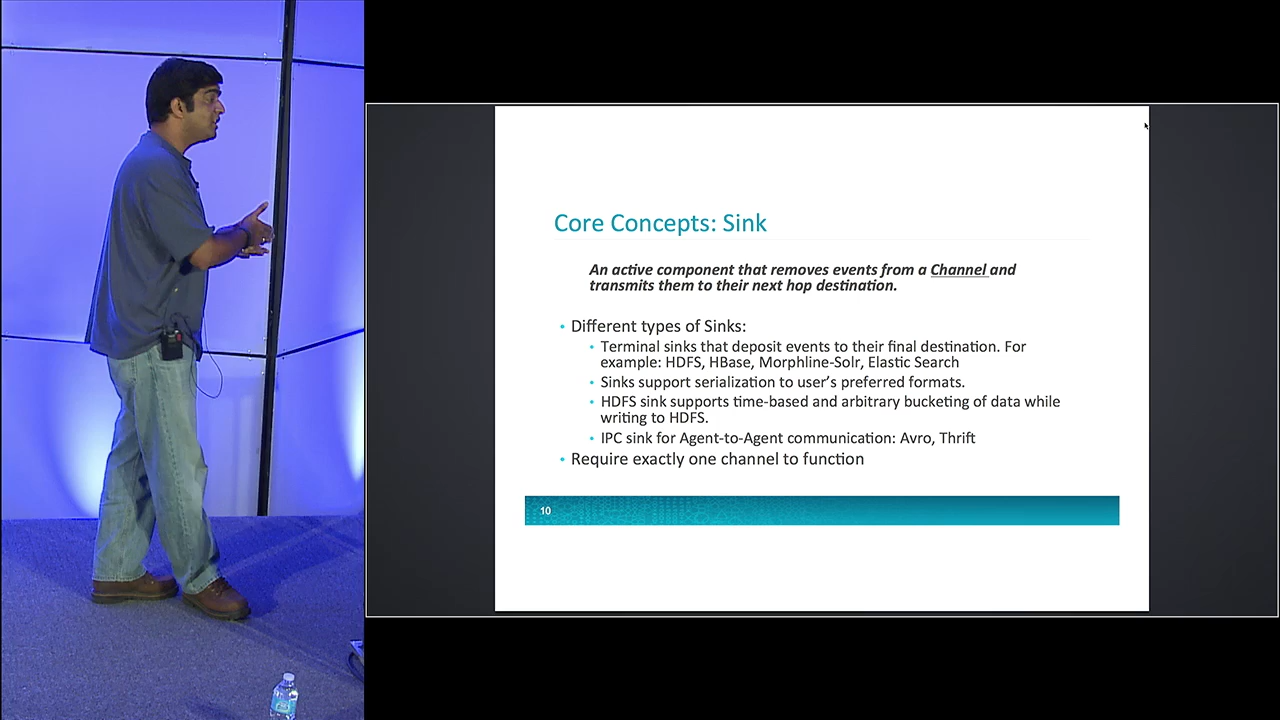 Core Concepts: Sink
An active component that removes events from a Channel and
transmits them to their next hop destination.
• Different types of Sinks:
• Terminal sinks that deposit events to their final destination. For
example: HDFS, HBase, Morphline-Solr, Elastic Search
• Sinks support serialization to user's preferred formats.
• HDFS sink supports time-based and arbitrary bucketing of data while
writing to HDFS.
• IPC sink for Agent-to-Agent communication: Avro, Thrift
• Require exactly one channel to function
10